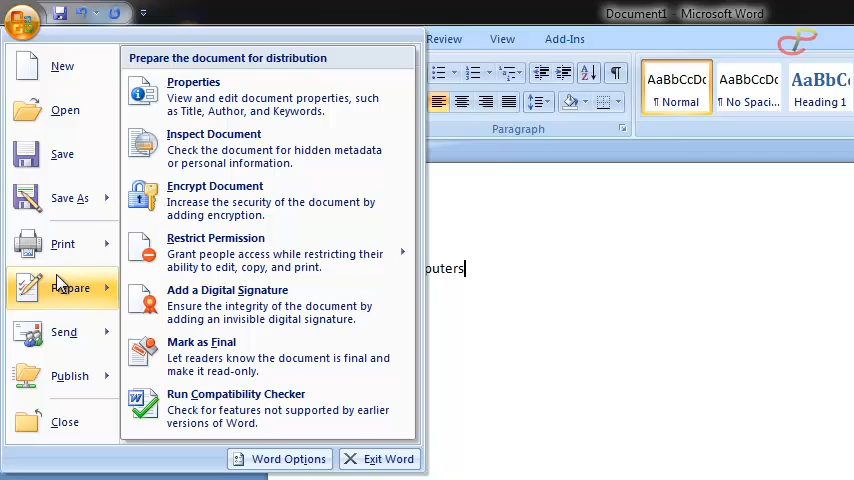 Document1 - Microsoft Word
Review View Add-Ins
New
Open
Save
Save As
Print
Prepare
Send
Publish
Close
Prepare the document for distribution
Properties
View and edit document properties, such
as Title, Author, and Keywords.
Inspect Document
Check the document for hidden metadata
or personal information.
Encrypt Document
Increase the security of the document by
adding encryption.
Restrict Permission
Grant people access while restricting their
ability to edit, copy, and print.
Add a Digital Signature
Ensure the integrity of the document by
adding an invisible digital signature.
Mark as Final
Let readers know the document is final and
make it read-only.
Run Compatibility Checker
Check for features not supported by earlier
versions of Word.
Word Options
Exit Word
AaBbCcDc AaBbCcDc AaBbCc
¶ Normal ¶ No Spaci... Heading 1
Paragraph
puters